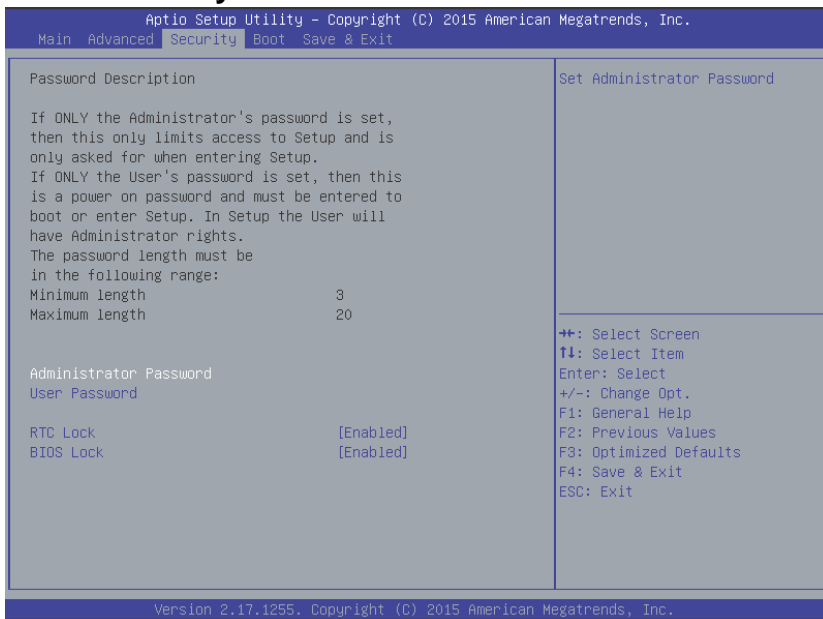 Aptio Setup Utility – Copyright (C) 2015 American Megatrends, Inc.
Main Advanced Security Boot Save & Exit
Password Description
If ONLY the Administrator's password is set,
then this only limits access to Setup and is
only asked for when entering Setup.
If ONLY the User's password is set, then this
is a power on password and must be entered to
boot or enter Setup. In Setup the User will
have Administrator rights.
The password length must be
in the following range:
Minimum length 3
Maximum length 20
Administrator Password
User Password
RTC Lock [Enabled]
BIOS Lock [Enabled]
Set Administrator Password
→←: Select Screen
↑↓: Select Item
Enter: Select
+/-: Change Opt.
F1: General Help
F2: Previous Values
F3: Optimized Defaults
F4: Save & Exit
ESC: Exit
Version 2.17.1255. Copyright (C) 2015 American Megatrends, Inc.